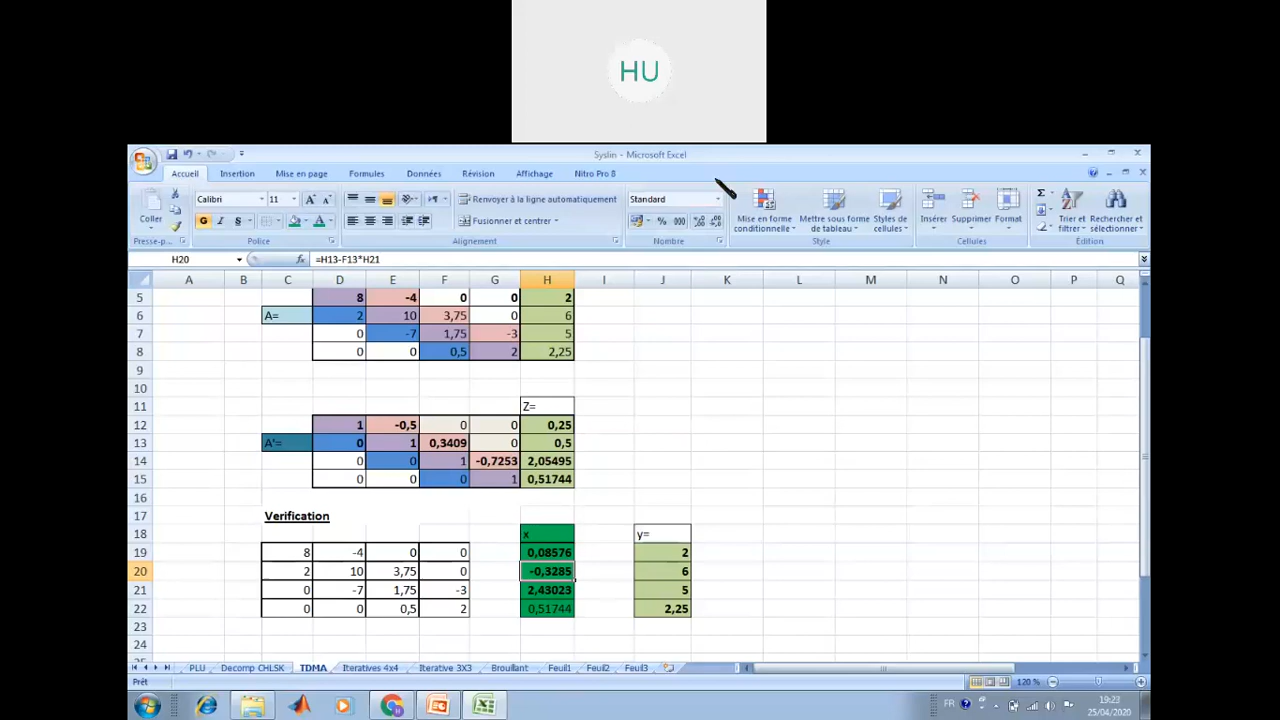 HU
Syslin - Microsoft Excel
Accueil Insertion Mise en page Formules Données Révision Affichage Nitro Pro 8
Coller
Calibri 11
G I S
Renvoyer à la ligne automatiquement
Fusionner et centrer
Standard
% 000
Mise en forme conditionnelle
Mettre sous forme de tableau
Styles de cellules
Insérer Supprimer Format
Trier et filtrer
Rechercher et sélectionner
Presse-p... Police Alignement Nombre Style Cellules Édition
H20 fx =H13-F13*H21
A B C D E F G H I J K L M N O P Q
5 8 -4 0 0 2
6 A= 2 10 3,75 0 6
7 0 -7 1,75 -3 5
8 0 0 0,5 2 2,25
9
10
11 Z=
12 1 -0,5 0 0 0,25
13 A'= 0 1 0,3409 0 0,5
14 0 0 1 -0,7253 2,05495
15 0 0 0 1 0,51744
16
17 Verification
18 x y=
19 8 -4 0 0 0,08576 2
20 2 10 3,75 0 -0,3285 6
21 0 -7 1,75 -3 2,43023 5
22 0 0 0,5 2 0,51744 2,25
23
24
25
PLU Decomp CHLSK TDMA Iteratives 4x4 Iterative 3X3 Brouillant Feuil1 Feuil2 Feuil3
Prêt 120 %
FR 19:23
25/04/2020